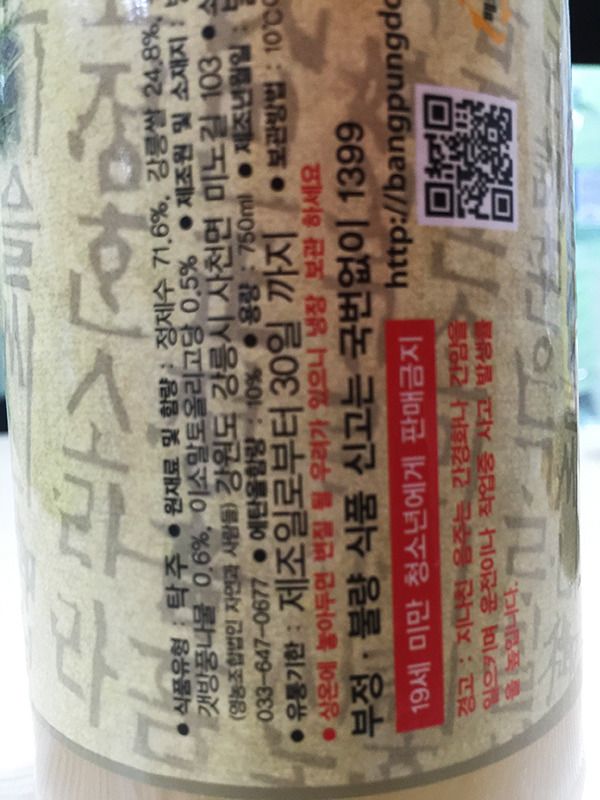 • 식품유형 : 탁주 • 원재료 및 함량 : 정제수 71.6%, 강릉쌀 24.8%,
갯방풍나물 0.6%, 이소말토올리고당 0.5% • 제조원 및 소재지 :
(영농조합법인 자연과 사람들) 강원도 강릉시 사천면 미노길 103 •
033-647-0677 • 에탄올함량 : 10% • 용량 : 750ml • 제조년월일 :
• 유통기한 : 제조일로부터 30일 까지 • 보관방법 : 10℃
• 상온에 놓아두면 변질 될 우려가 있으니 냉장 보관 하세요
부정·불량 식품 신고는 국번없이 1399
http://bangpungdo
19세 미만 청소년에게 판매금지
경고 : 지나친 음주는 간경화나 간암을
일으키며 운전이나 작업중 사고 발생율
을 높입니다.